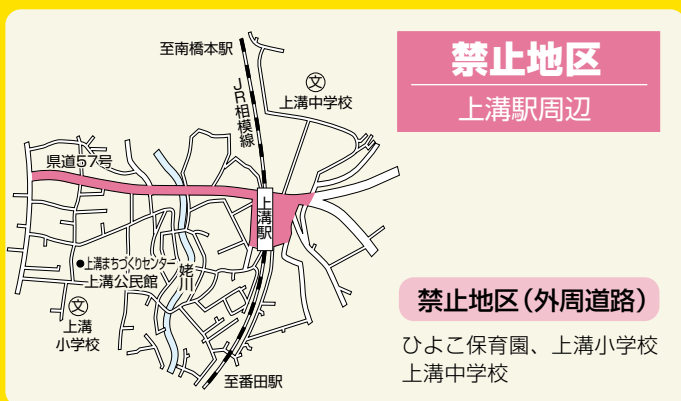 禁止地区
上溝駅周辺
至南橋本駅
JR相模線
文
上溝中学校
県道57号
上溝駅
上溝まちづくりセンター
上溝公民館
姥川
文
上溝
小学校
至番田駅
禁止地区(外周道路)
ひよこ保育園、上溝小学校
上溝中学校